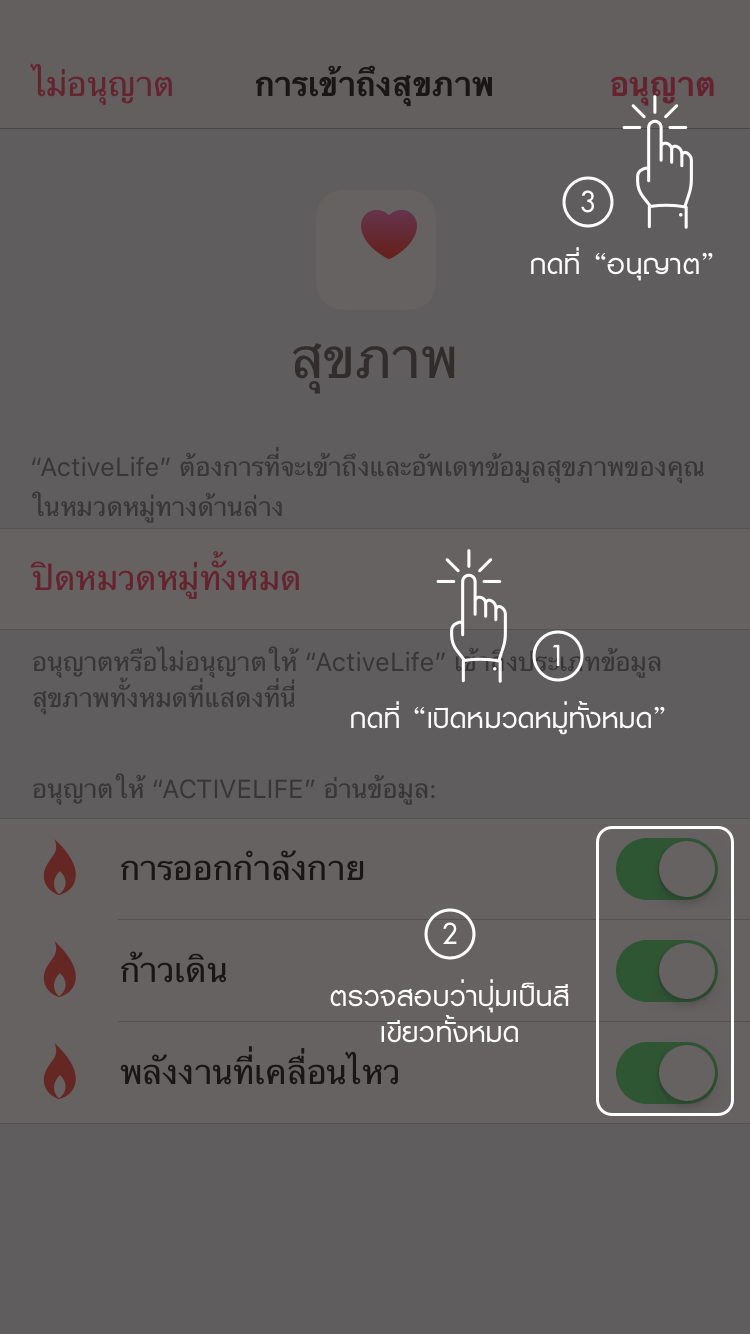 ไม่อนุญาต
การเข้าถึงสุขภาพ
อนุญาต
3
กดที่ “อนุญาต”
สุขภาพ
“ActiveLife” ต้องการที่จะเข้าถึงและอัพเดทข้อมูลสุขภาพของคุณ
ในหมวดหมู่ทางด้านล่าง
ปิดหมวดหมู่ทั้งหมด
อนุญาตหรือไม่อนุญาตให้ “ActiveLife” เข้าถึงประเภทข้อมูล
สุขภาพทั้งหมดที่แสดงที่นี่
1
กดที่ “เปิดหมวดหมู่ทั้งหมด”
อนุญาตให้ “ACTIVELIFE” อ่านข้อมูล:
การออกกำลังกาย
2
ก้าวเดิน
ตรวจสอบว่าปุ่มเป็นสี
เขียวทั้งหมด
พลังงานที่เคลื่อนไหว